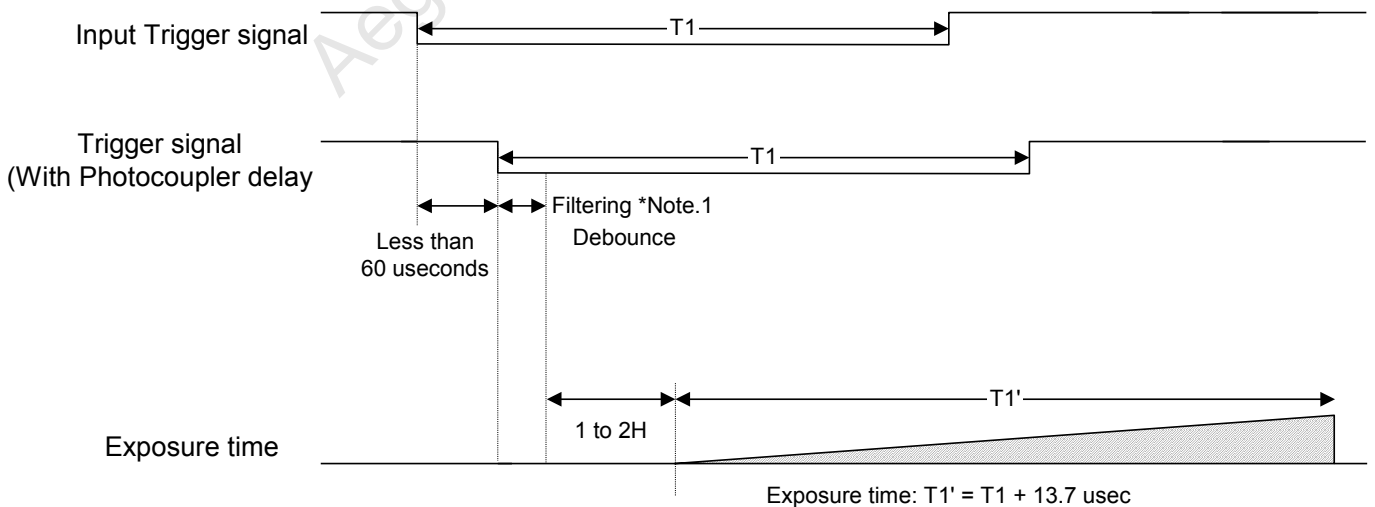 Input Trigger signal
T1
Trigger signal
(With Photocoupler delay
T1
Filtering *Note.1
Debounce
Less than
60 useconds
1 to 2H
T1'
Exposure time
Exposure time: T1' = T1 + 13.7 usec